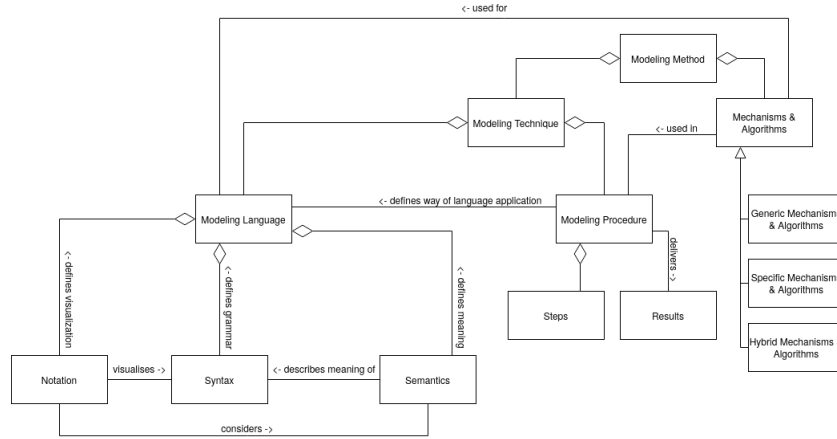 <- used for
Modeling Method
Modeling Technique
Mechanisms &
Algorithms
<- used in
Modeling Language
<- defines way of language application
Modeling Procedure
Generic Mechanism
& Algorithms
<- defines visualization
<- defines grammar
<- defines meaning
delivers ->
Specific Mechanism
& Algorithms
Steps
Results
Hybrid Mechanisms
Algorithms
Notation
visualises ->
Syntax
<- describes meaning of
Semantics
considers ->